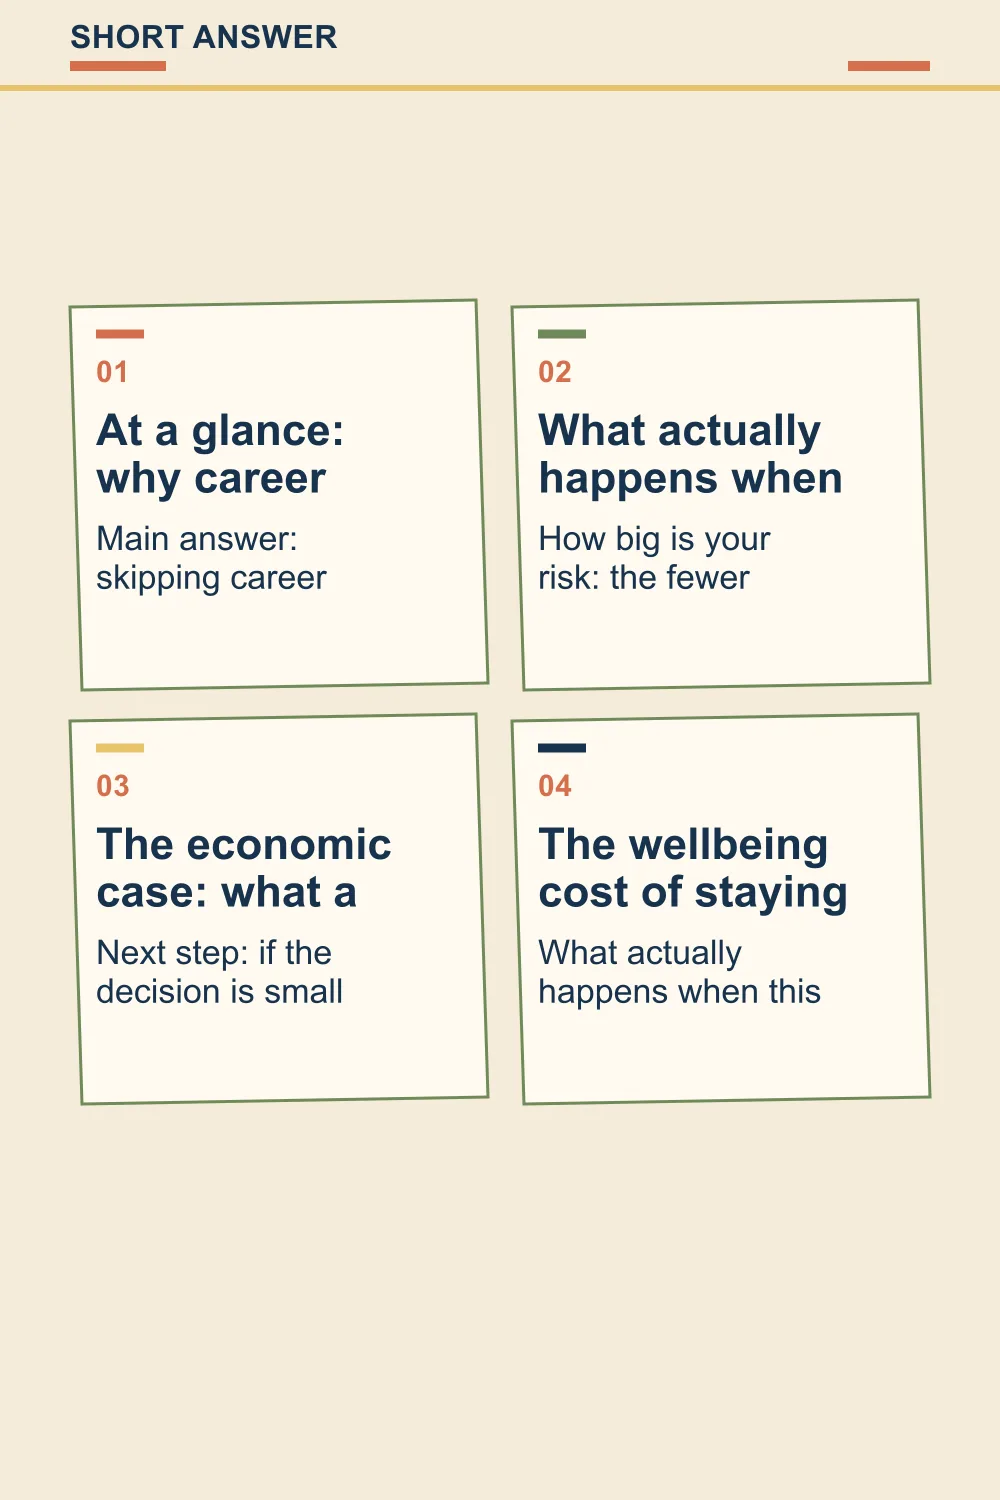 SHORT ANSWER
01
At a glance:
why career
Main answer:
skipping career
02
What actually
happens when
How big is your
risk: the fewer
03
The economic
case: what a
Next step: if the
decision is small
04
The wellbeing
cost of staying
What actually
happens when this